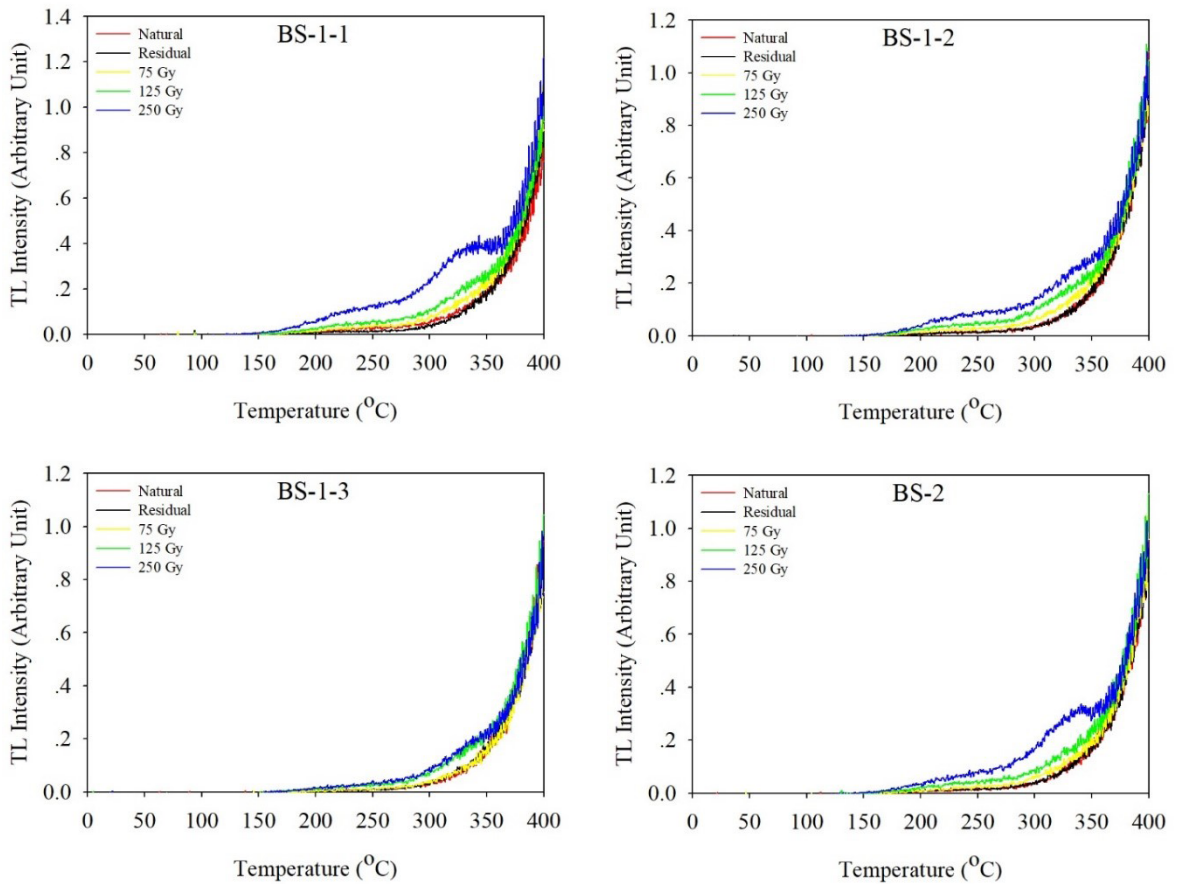 BS-1-1
TL Intensity (Arbitrary Unit)
1.4
1.2
1.0
.8
.6
.4
.2
0.0
Natural
Residual
75 Gy
125 Gy
250 Gy
0 50 100 150 200 250 300 350 400
Temperature (°C)
BS-1-2
TL Intensity (Arbitrary Unit)
1.2
1.0
.8
.6
.4
.2
0.0
Natural
Residual
75 Gy
125 Gy
250 Gy
0 50 100 150 200 250 300 350 400
Temperature (°C)
BS-1-3
TL Intensity (Arbitrary Unit)
1.2
1.0
.8
.6
.4
.2
0.0
Natural
Residual
75 Gy
125 Gy
250 Gy
0 50 100 150 200 250 300 350 400
Temperature (°C)
BS-2
TL Intensity (Arbitrary Unit)
1.2
1.0
.8
.6
.4
.2
0.0
Natural
Residual
75 Gy
125 Gy
250 Gy
0 50 100 150 200 250 300 350 400
Temperature (°C)